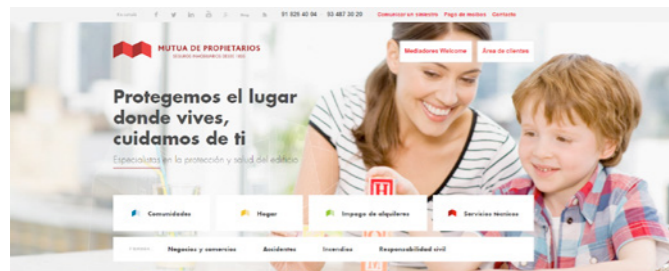 91 825 40 94 93 487 30 20 Comunicar un siniestro Pago de recibos Contacto
MUTUA DE PROPIETARIOS
Mediadores Welcome Área de clientes
Protegemos el lugar
donde vives,
cuidamos de ti
Especialistas en la protección y salud del edificio
H
Comunidades Hogar Impago de alquileres Servicios técnicos
Negocios y comercios Accidentes Incendios Responsabilidad civil